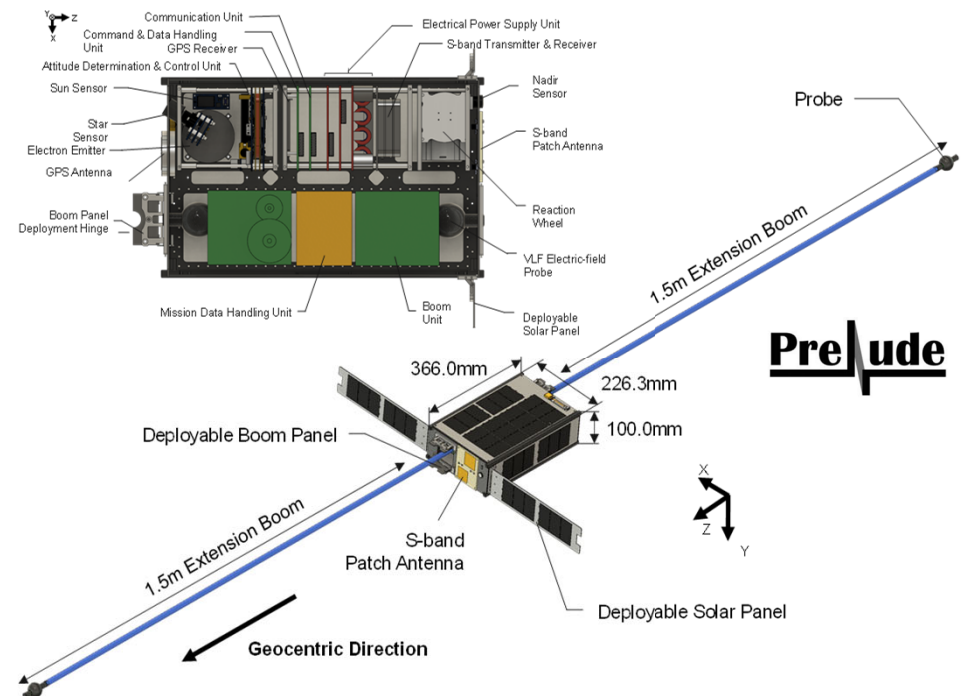 Y
Z
X
Communication Unit
Command & Data Handling
Unit
GPS Receiver
Attitude Determination & Control Unit
Sun Sensor
Star
Sensor
Electron Emitter
GPS Antenna
Boom Panel
Deployment Hinge
Electrical Power Supply Unit
S-band Transmitter & Receiver
Nadir
Sensor
S-band
Patch Antenna
Reaction
Wheel
VLF Electric-field
Probe
Mission Data Handling Unit
Boom
Unit
Deployable
Solar Panel
Probe
1.5m Extension Boom
Prelude
366.0mm
226.3mm
100.0mm
Deployable Boom Panel
1.5m Extension Boom
S-band
Patch Antenna
X
Z
Y
Deployable Solar Panel
Geocentric Direction